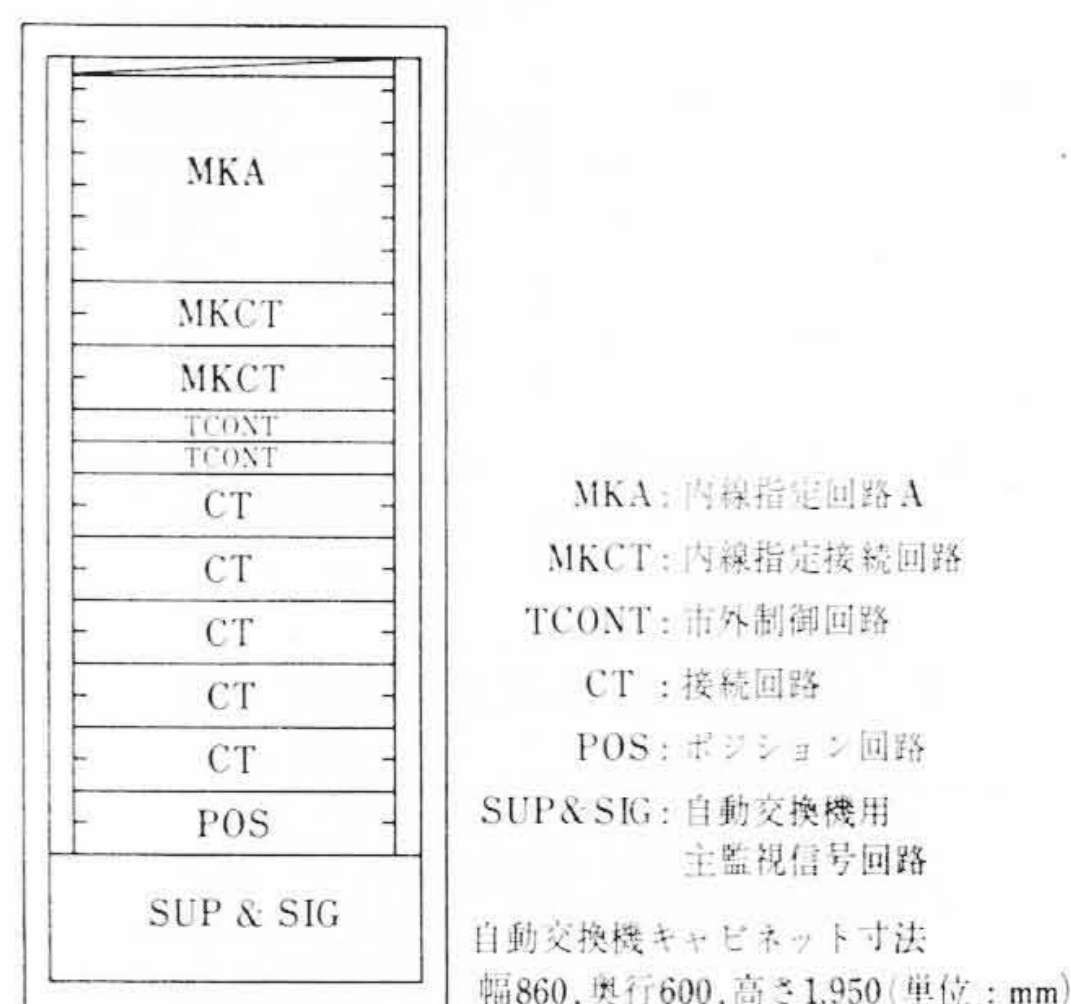 MKA
MKCT
MKCT
TCONT
TCONT
CT
CT
CT
CT
CT
POS
SUP & SIG
MKA : 内線指定回路 A
MKCT : 内線指定接続回路
TCONT : 市外制御回路
CT : 接続回路
POS : ポジション回路
SUP & SIG : 自動交換機用
主監視信号回路
自動交換機キャビネット寸法
幅860, 奥行600, 高さ1,950 (単位 : mm)